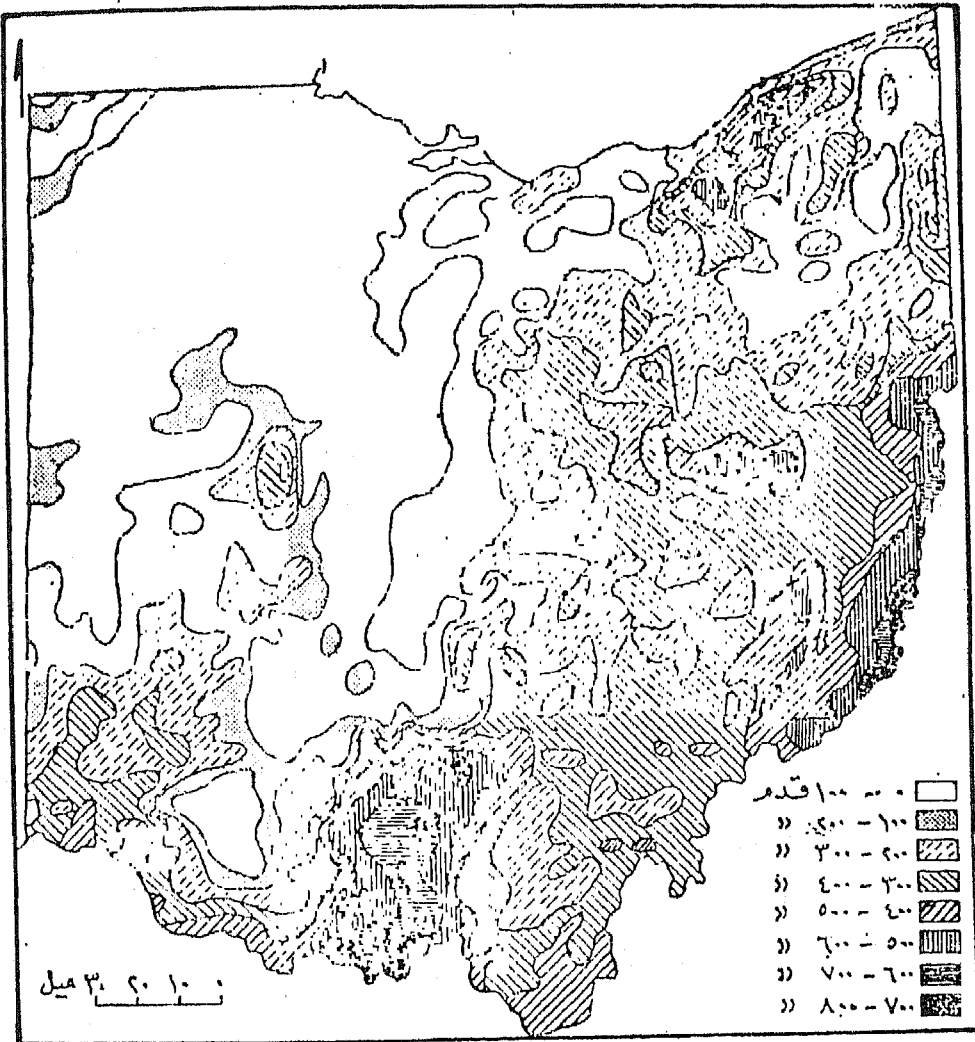 ٠ -- ١٠٠ قدم
١٠٠ - ٢٠٠ »
٢٠٠ - ٣٠٠ »
٣٠٠ - ٤٠٠ »
٤٠٠ - ٥٠٠ »
٥٠٠ - ٦٠٠ »
٦٠٠ - ٧٠٠ »
٧٠٠ - ٨٠٠ »
٠ ١٠ ٢٠ ٣٠ ميل